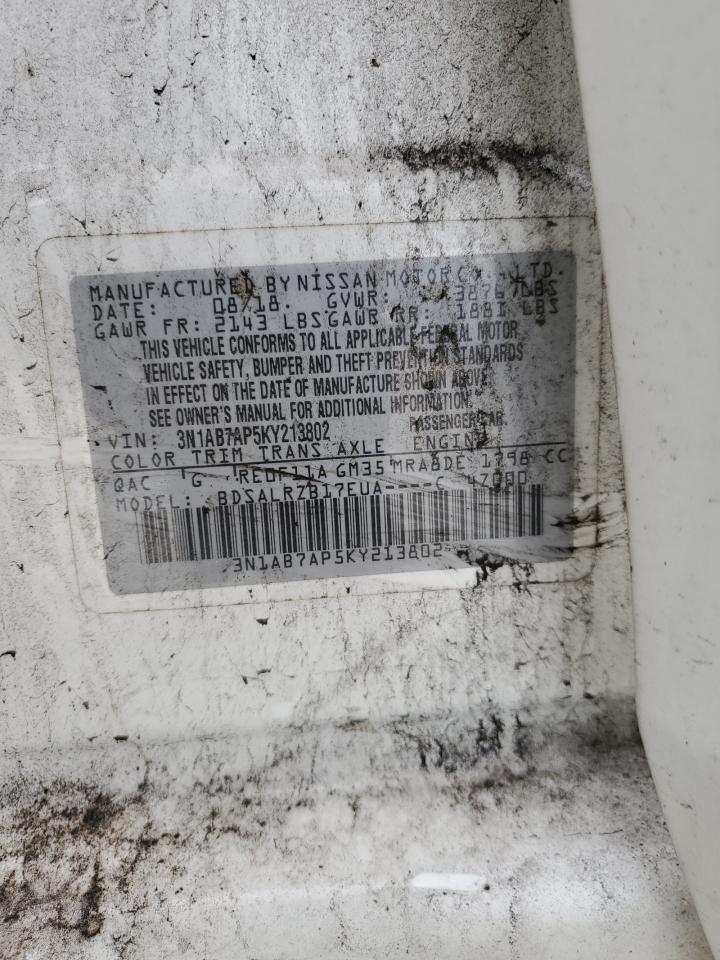 MANUFACTURED BY NISSAN MOTOR CO., LTD.
DATE: 08/18. GVWR: 3876 LBS
GAWR FR: 2143 LBS GAWR RR: 1881 LBS
THIS VEHICLE CONFORMS TO ALL APPLICABLE FEDERAL MOTOR
VEHICLE SAFETY, BUMPER AND THEFT PREVENTION STANDARDS
IN EFFECT ON THE DATE OF MANUFACTURE SHOWN ABOVE.
SEE OWNER'S MANUAL FOR ADDITIONAL INFORMATION.
PASSENGER CAR.
VIN: 3N1AB7AP5KY213802
COLOR TRIM TRANS AXLE ENGINE
QAC G RE0F11A GM35 MRA8DE 1798 CC
MODEL: BDSALRZB17EUA----C
3N1AB7AP5KY213802